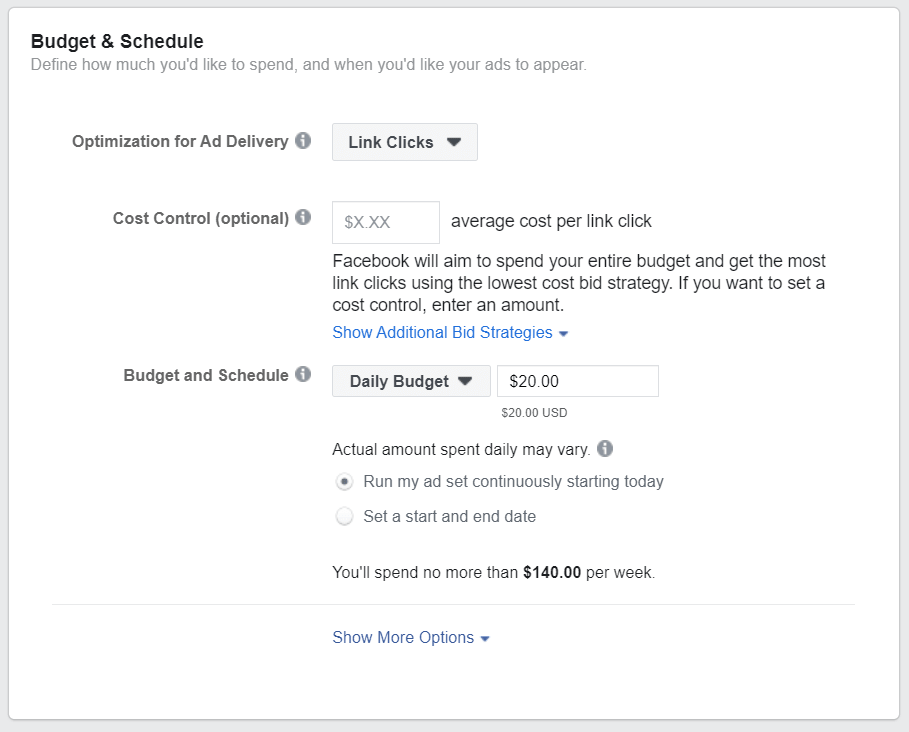 Budget & Schedule
Define how much you'd like to spend, and when you'd like your ads to appear.
Optimization for Ad Delivery
Link Clicks
Cost Control (optional)
$X.XX
average cost per link click
Facebook will aim to spend your entire budget and get the most
link clicks using the lowest cost bid strategy. If you want to set a
cost control, enter an amount.
Show Additional Bid Strategies
Budget and Schedule
Daily Budget
$20.00
$20.00 USD
Actual amount spent daily may vary.
Run my ad set continuously starting today
Set a start and end date
You'll spend no more than $140.00 per week.
Show More Options